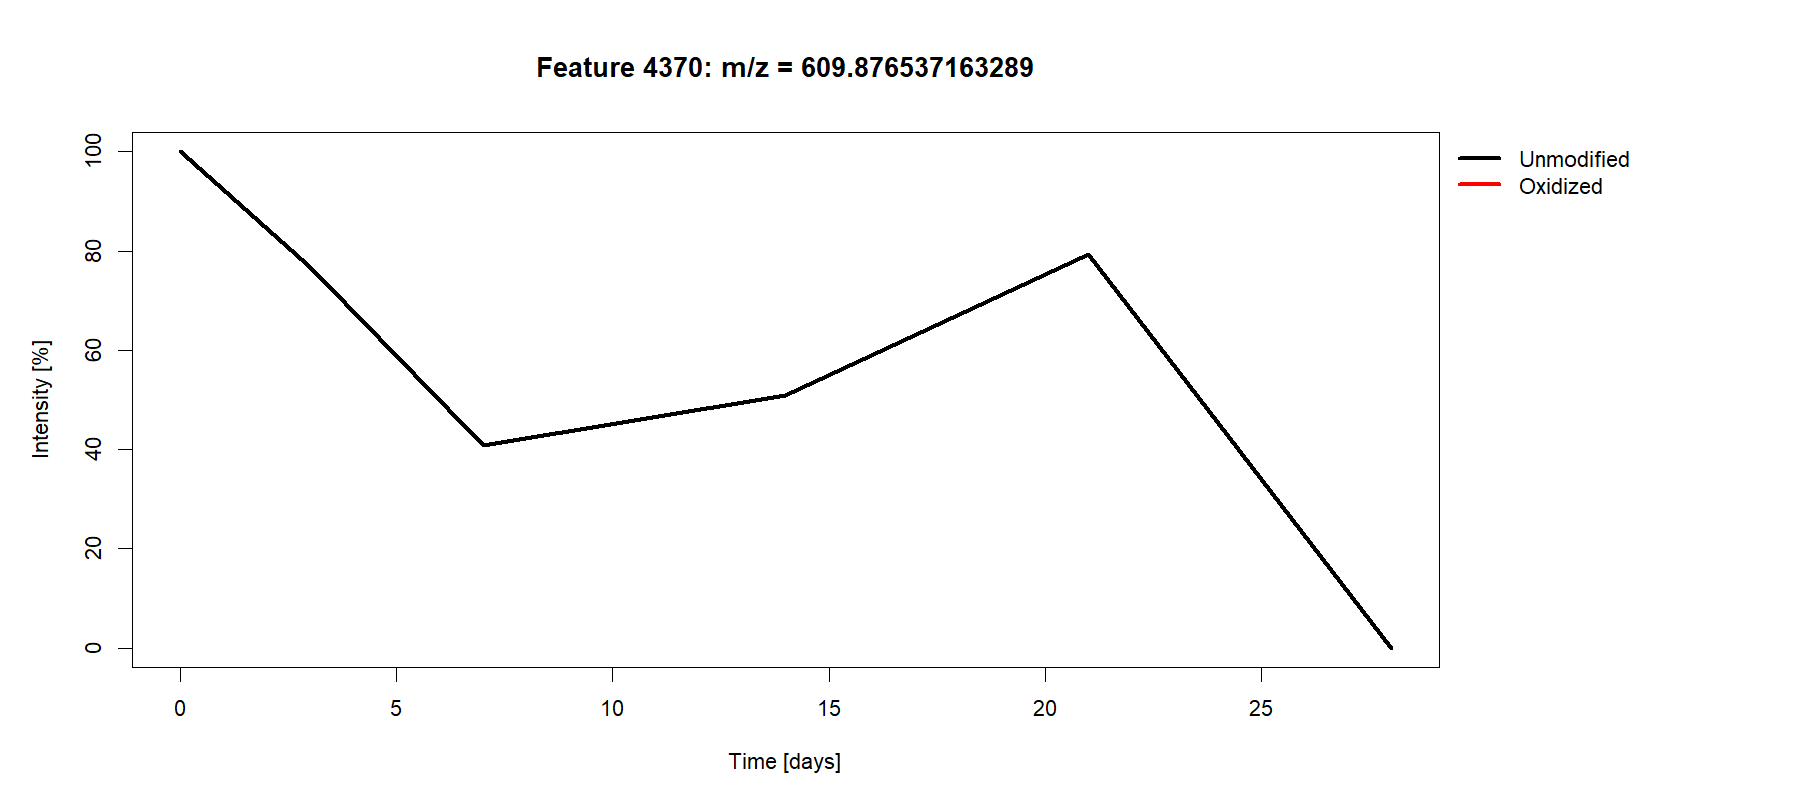 Feature 4370: m/z = 609.876537163289
Unmodified
Oxidized
Intensity [%]
100
80
60
40
20
0
0 5 10 15 20 25
Time [days]